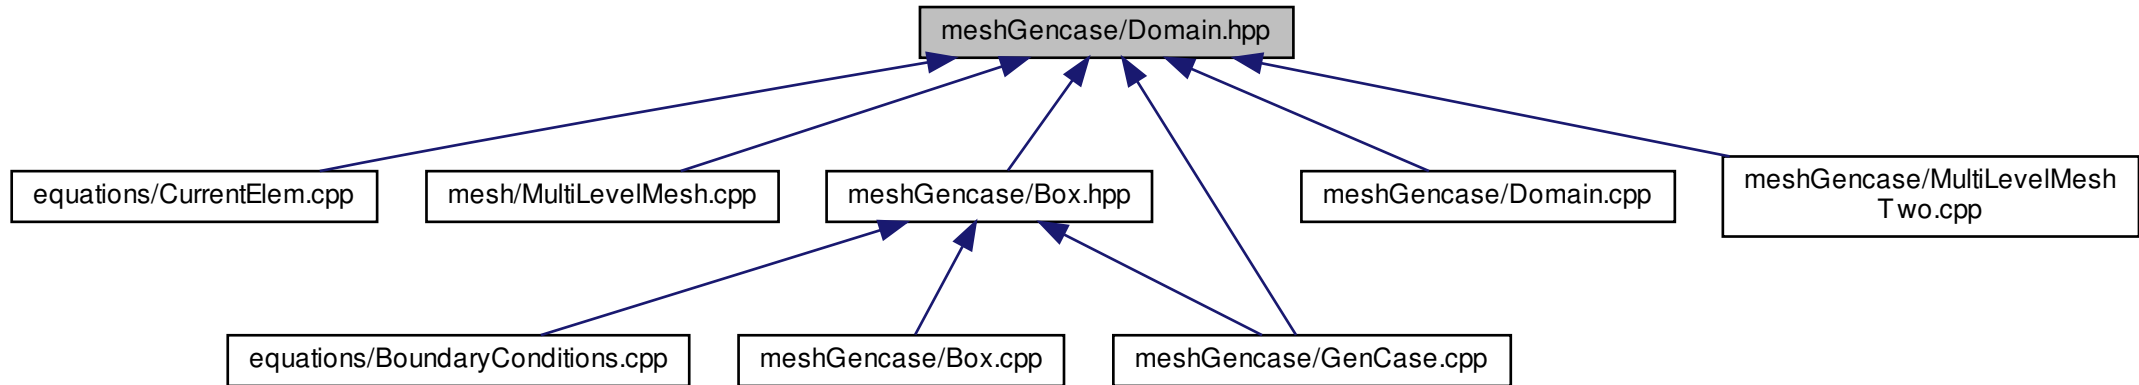 meshGencase/Domain.hpp
equations/CurrentElem.cpp
mesh/MultiLevelMesh.cpp
meshGencase/Box.hpp
meshGencase/Domain.cpp
meshGencase/MultiLevelMesh
Two.cpp
equations/BoundaryConditions.cpp
meshGencase/Box.cpp
meshGencase/GenCase.cpp